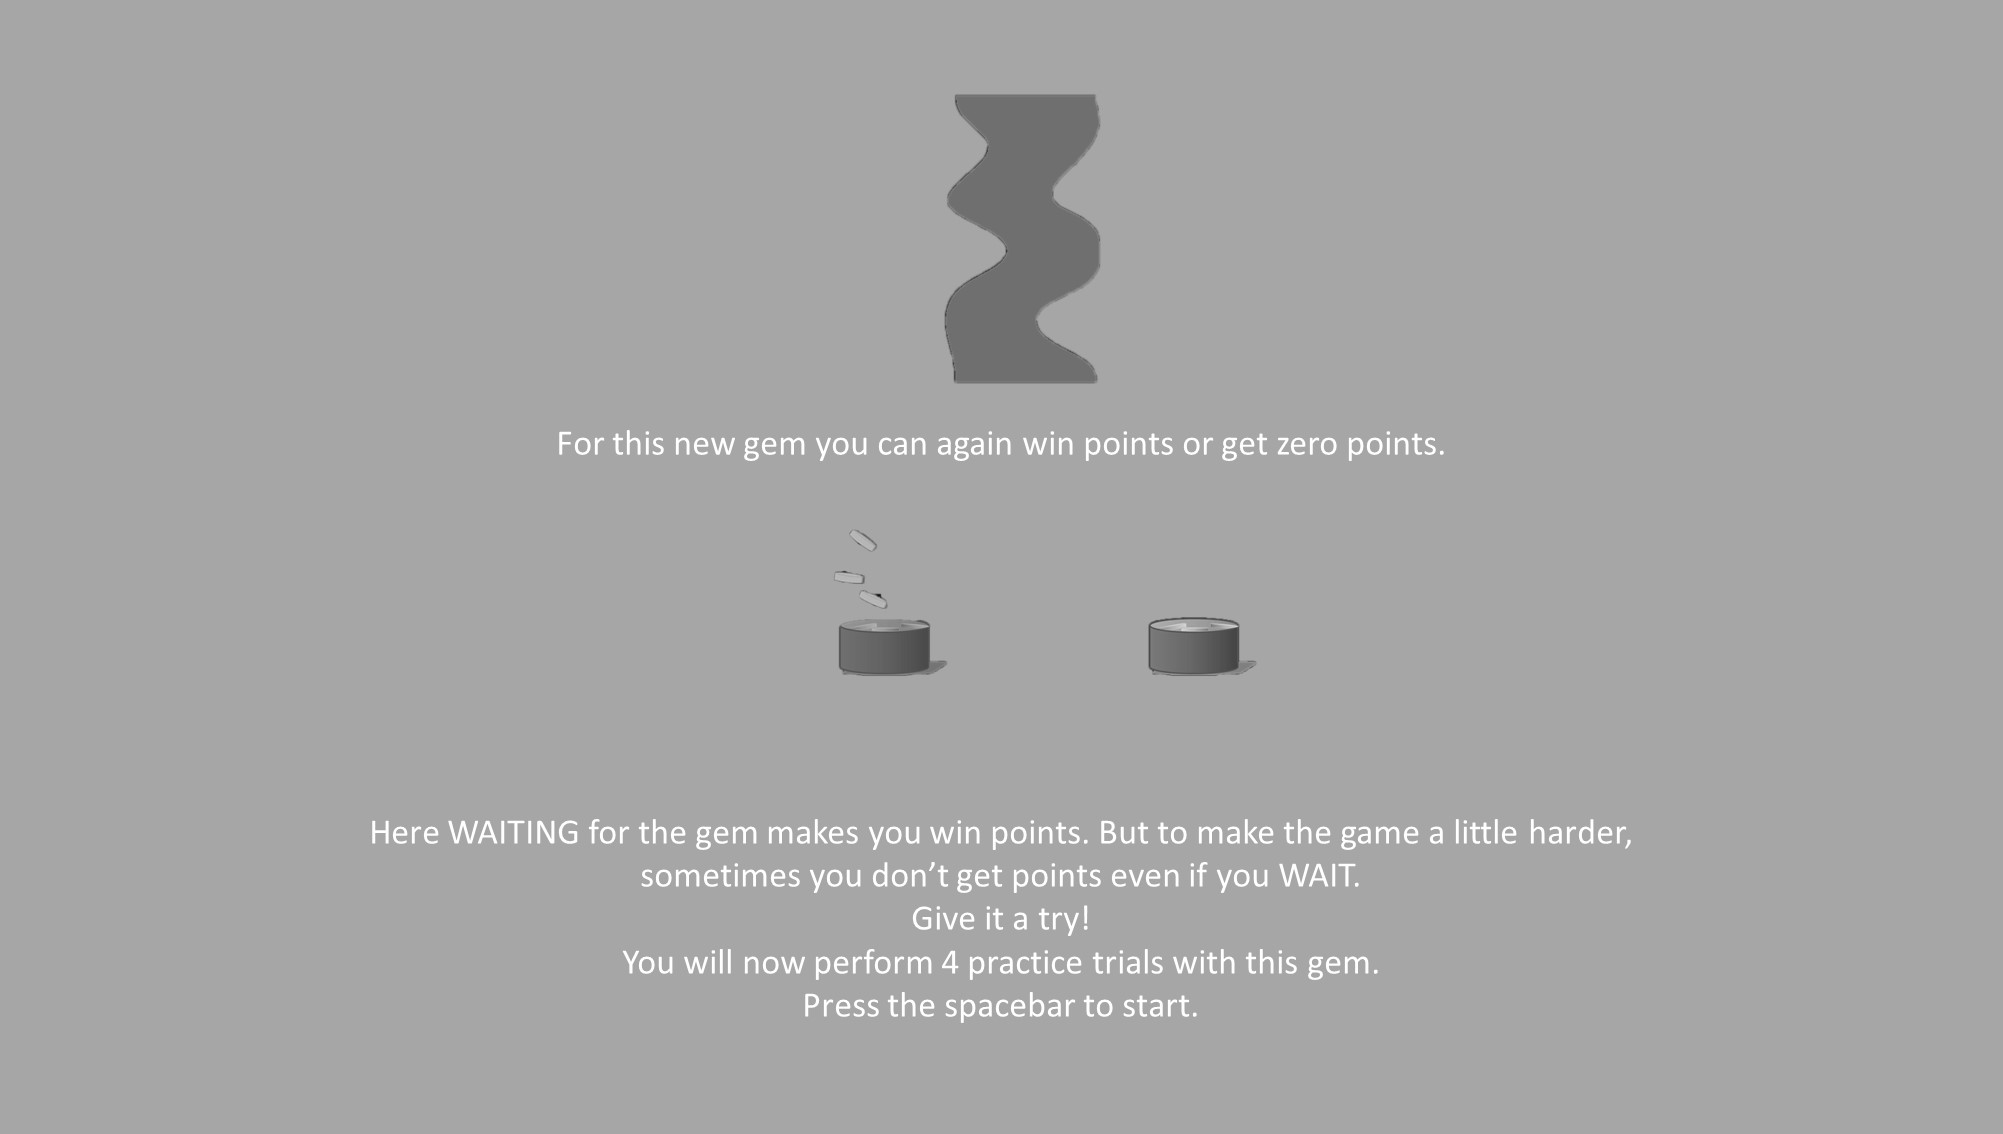 For this new gem you can again win points or get zero points.
Here WAITING for the gem makes you win points. But to make the game a little harder,
sometimes you don’t get points even if you WAIT.
Give it a try!
You will now perform 4 practice trials with this gem.
Press the spacebar to start.